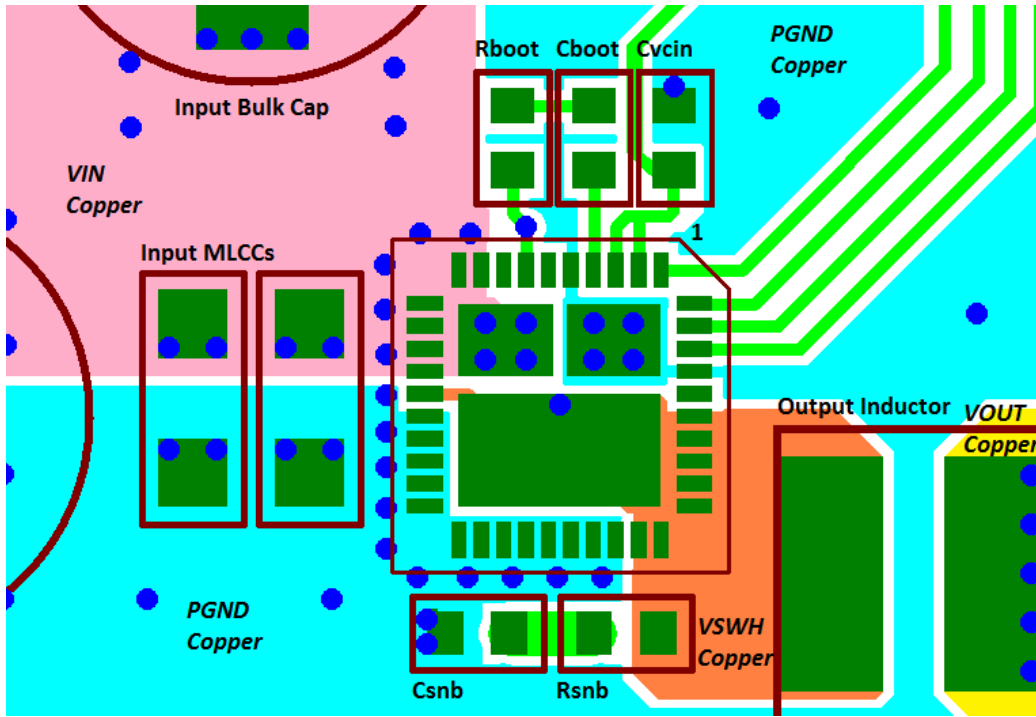 Rboot Cboot Cvcin
PGND
Copper
Input Bulk Cap
VIN
Copper
1
Input MLCCs
Output Inductor
VOUT
Copper
PGND
Copper
VSWH
Copper
Csnb
Rsnb